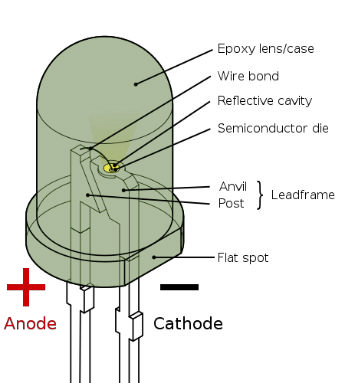 Epoxy lens/case
Wire bond
Reflective cavity
Semiconductor die
Anvil
Post
Leadframe
Flat spot
+
−
Anode
Cathode